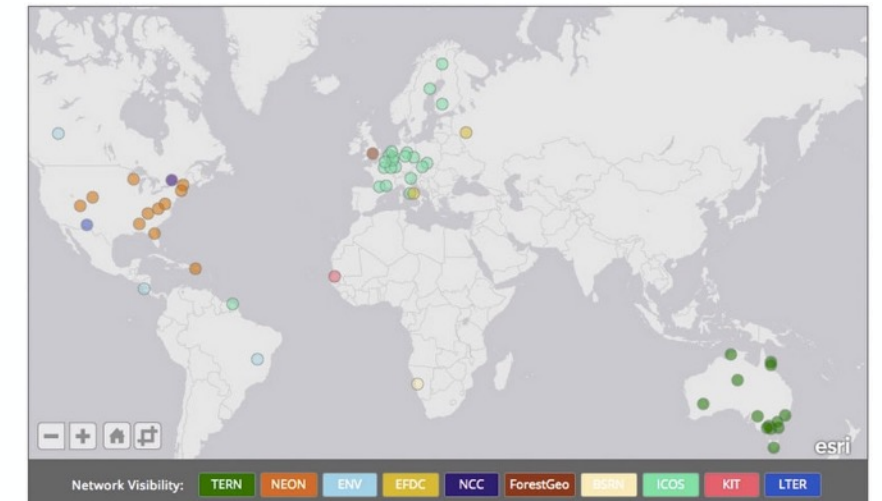 esri
Network Visibility: TERN NEON ENV EFDC NCC ForestGeo BSRN ICOS KIT LTER